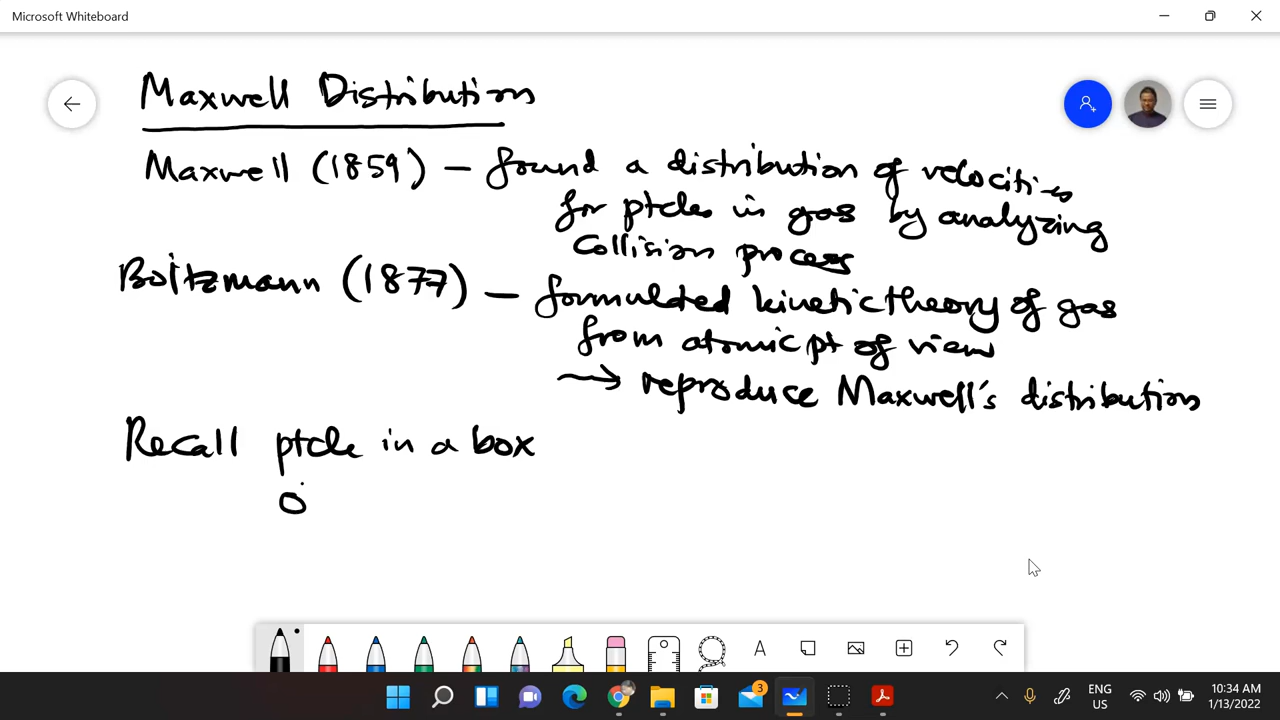 Microsoft Whiteboard
Maxwell Distribution
Maxwell (1859) – found a distribution of velocities
for ptcles in gas by analyzing
collision process
Boltzmann (1877) – formulated kinetic theory of gas
from atomic pt of view
→ reproduce Maxwell's distribution
Recall ptcle in a box
A
3
ENG
US
10:34 AM
1/13/2022